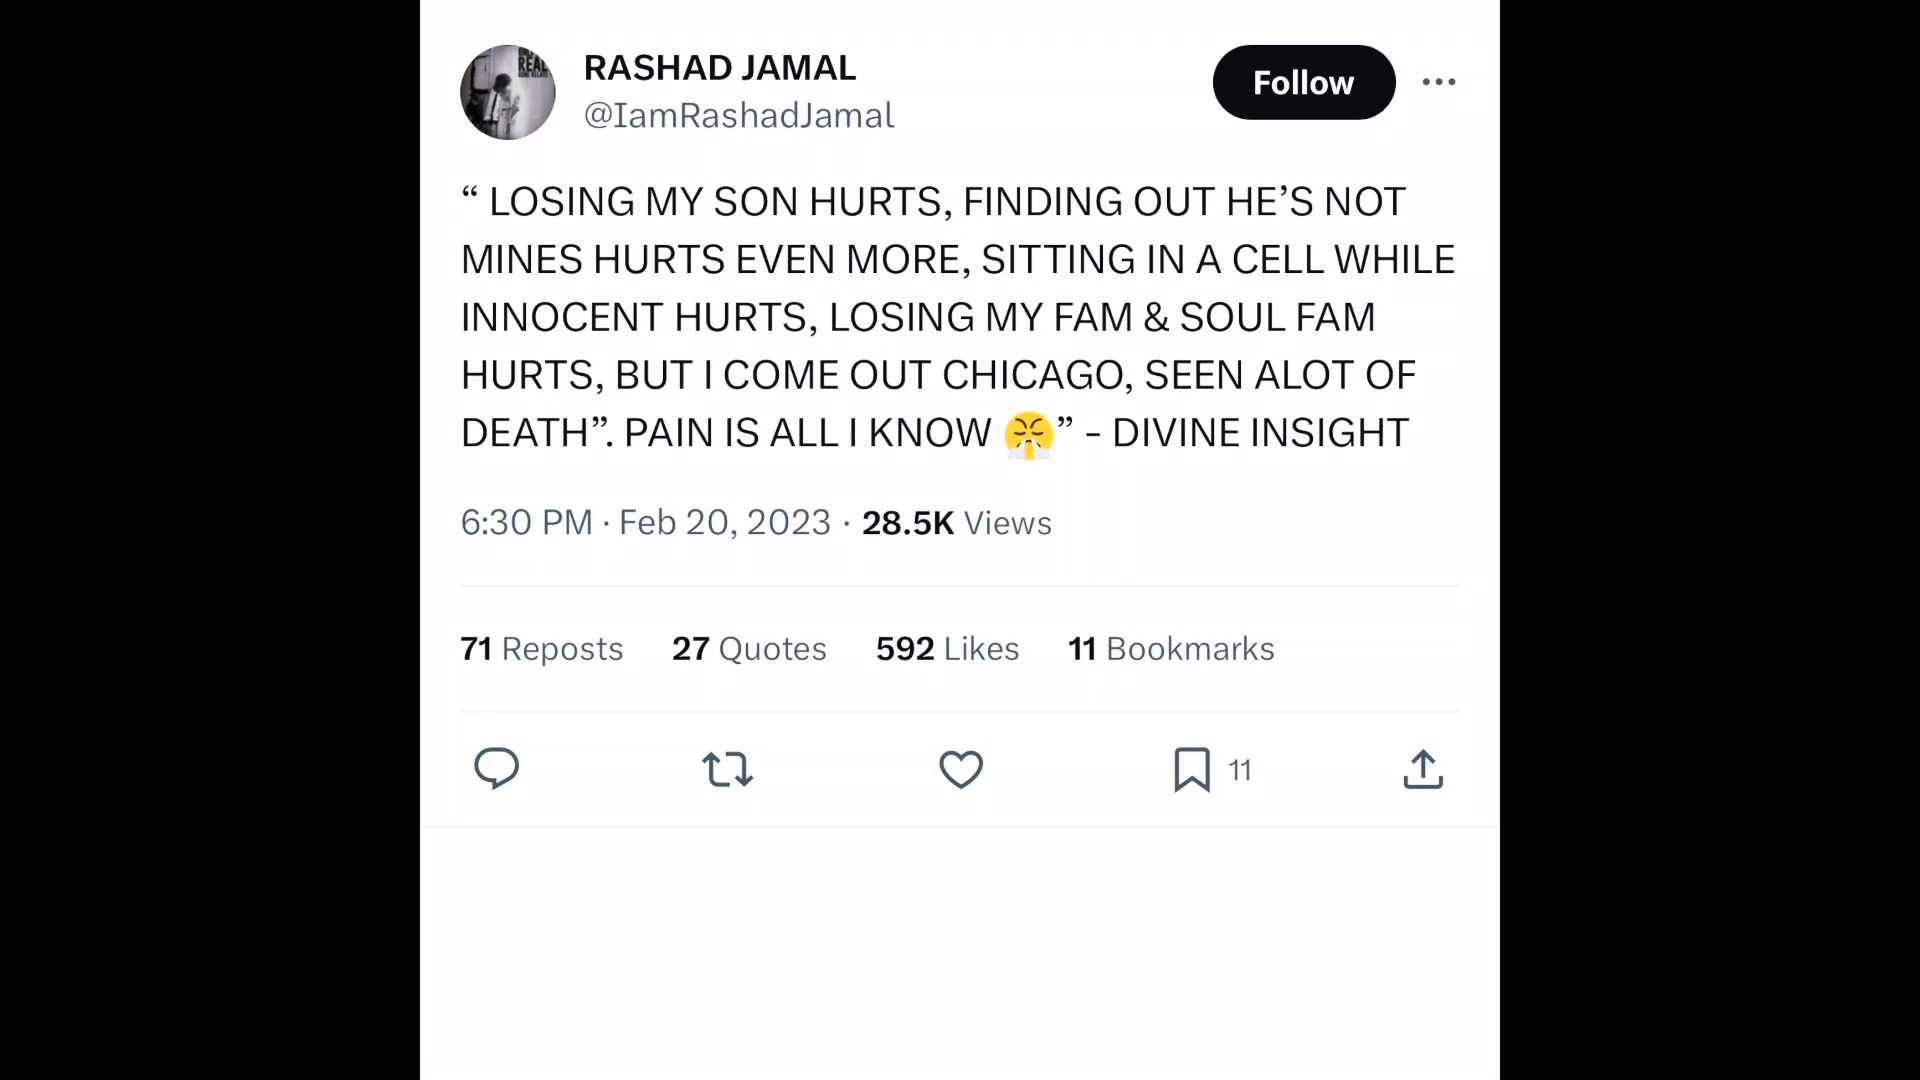 REAL
RASHAD JAMAL
@IamRashadJamal
Follow
“ LOSING MY SON HURTS, FINDING OUT HE’S NOT
MINES HURTS EVEN MORE, SITTING IN A CELL WHILE
INNOCENT HURTS, LOSING MY FAM & SOUL FAM
HURTS, BUT I COME OUT CHICAGO, SEEN ALOT OF
DEATH”. PAIN IS ALL I KNOW 😤” - DIVINE INSIGHT
6:30 PM · Feb 20, 2023 · 28.5K Views
71 Reposts 27 Quotes 592 Likes 11 Bookmarks
11